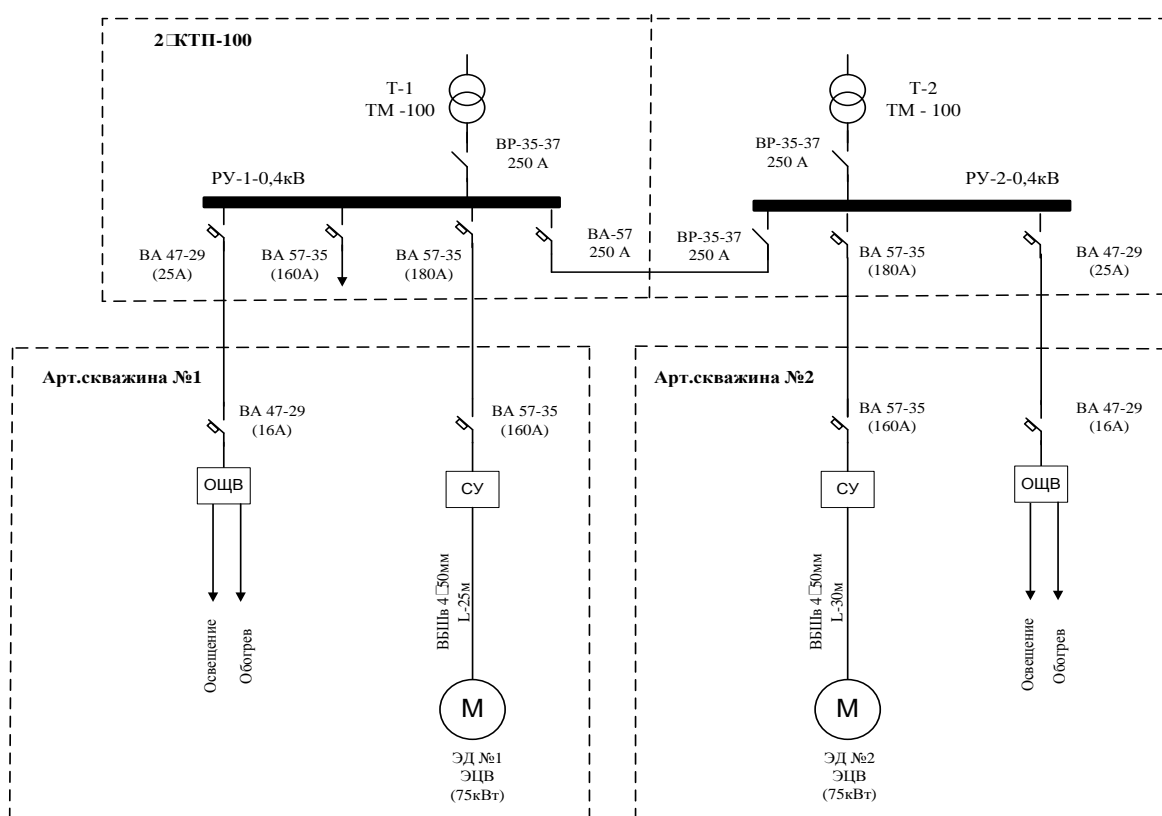 2□КТП-100
Т-1
ТМ -100
Т-2
ТМ - 100
ВР-35-37
250 А
ВР-35-37
250 А
РУ-1-0,4кВ
РУ-2-0,4кВ
ВА 47-29
(25А)
ВА 57-35
(160А)
ВА 57-35
(180А)
ВА-57
250 А
ВР-35-37
250 А
ВА 57-35
(180А)
ВА 47-29
(25А)
Арт.скважина №1
Арт.скважина №2
ВА 47-29
(16А)
ВА 57-35
(160А)
ВА 57-35
(160А)
ВА 47-29
(16А)
ОЩВ
СУ
СУ
ОЩВ
ВБШв 4□50мм
L-25м
ВБШв 4□50мм
L-30м
Освещение
Обогрев
Освещение
Обогрев
М
М
ЭД №1
ЭЦВ
(75кВт)
ЭД №2
ЭЦВ
(75кВт)